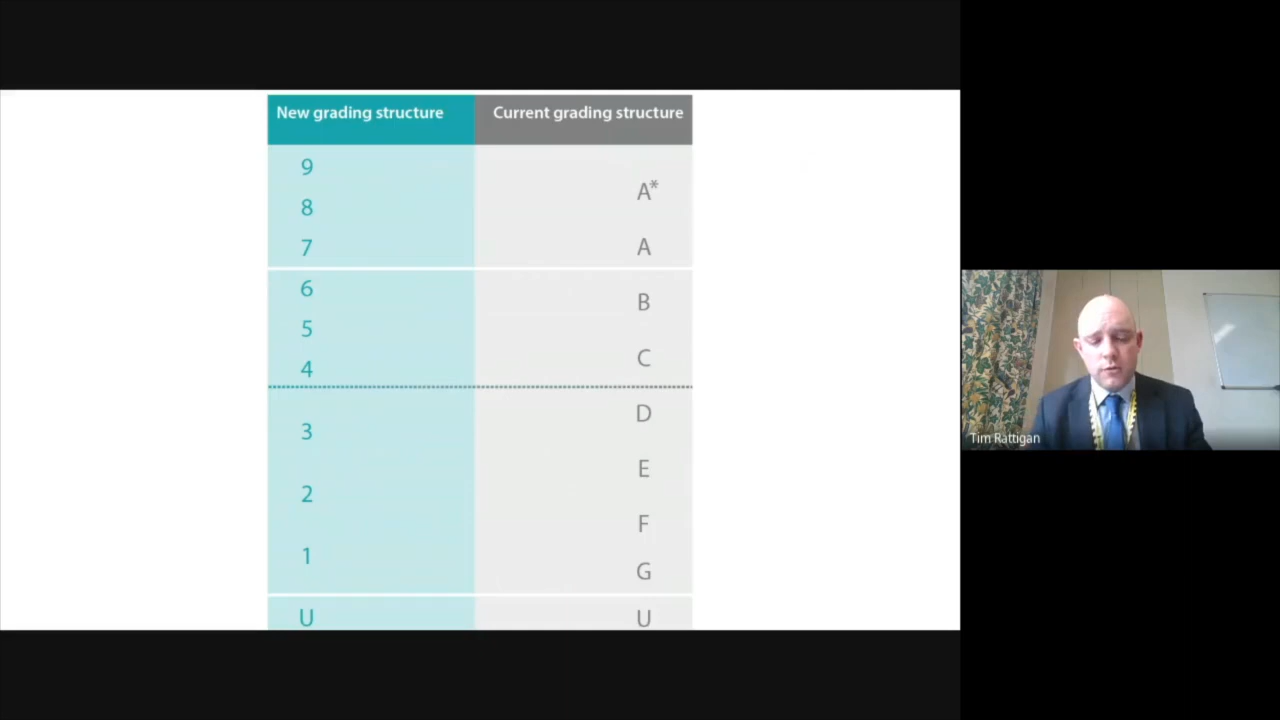 New grading structure Current grading structure
9
A*
8
7 A
6
B
5
C
4
D
3
E
2
F
1
G
U U
Tim Rattigan